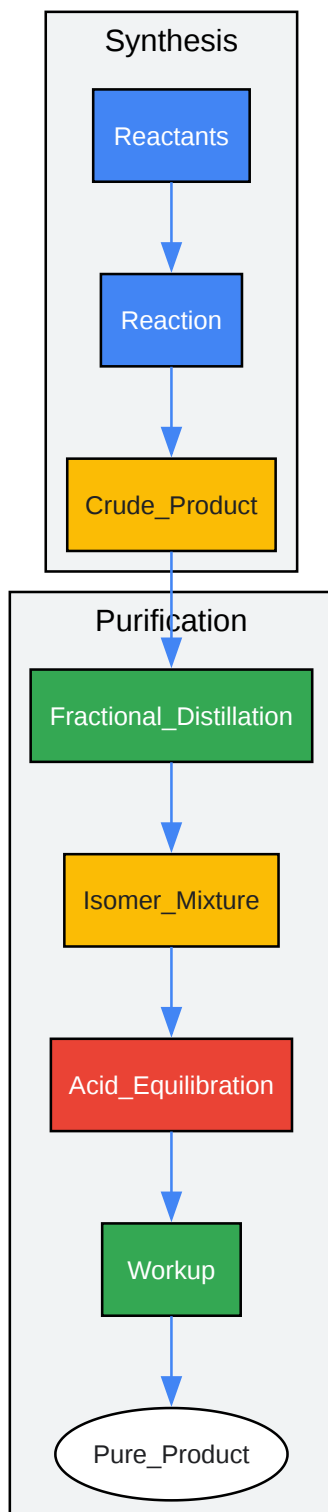 Synthesis
Reactants
Reaction
Crude_Product
Purification
Fractional_Distillation
Isomer_Mixture
Acid_Equilibration
Workup
Pure_Product